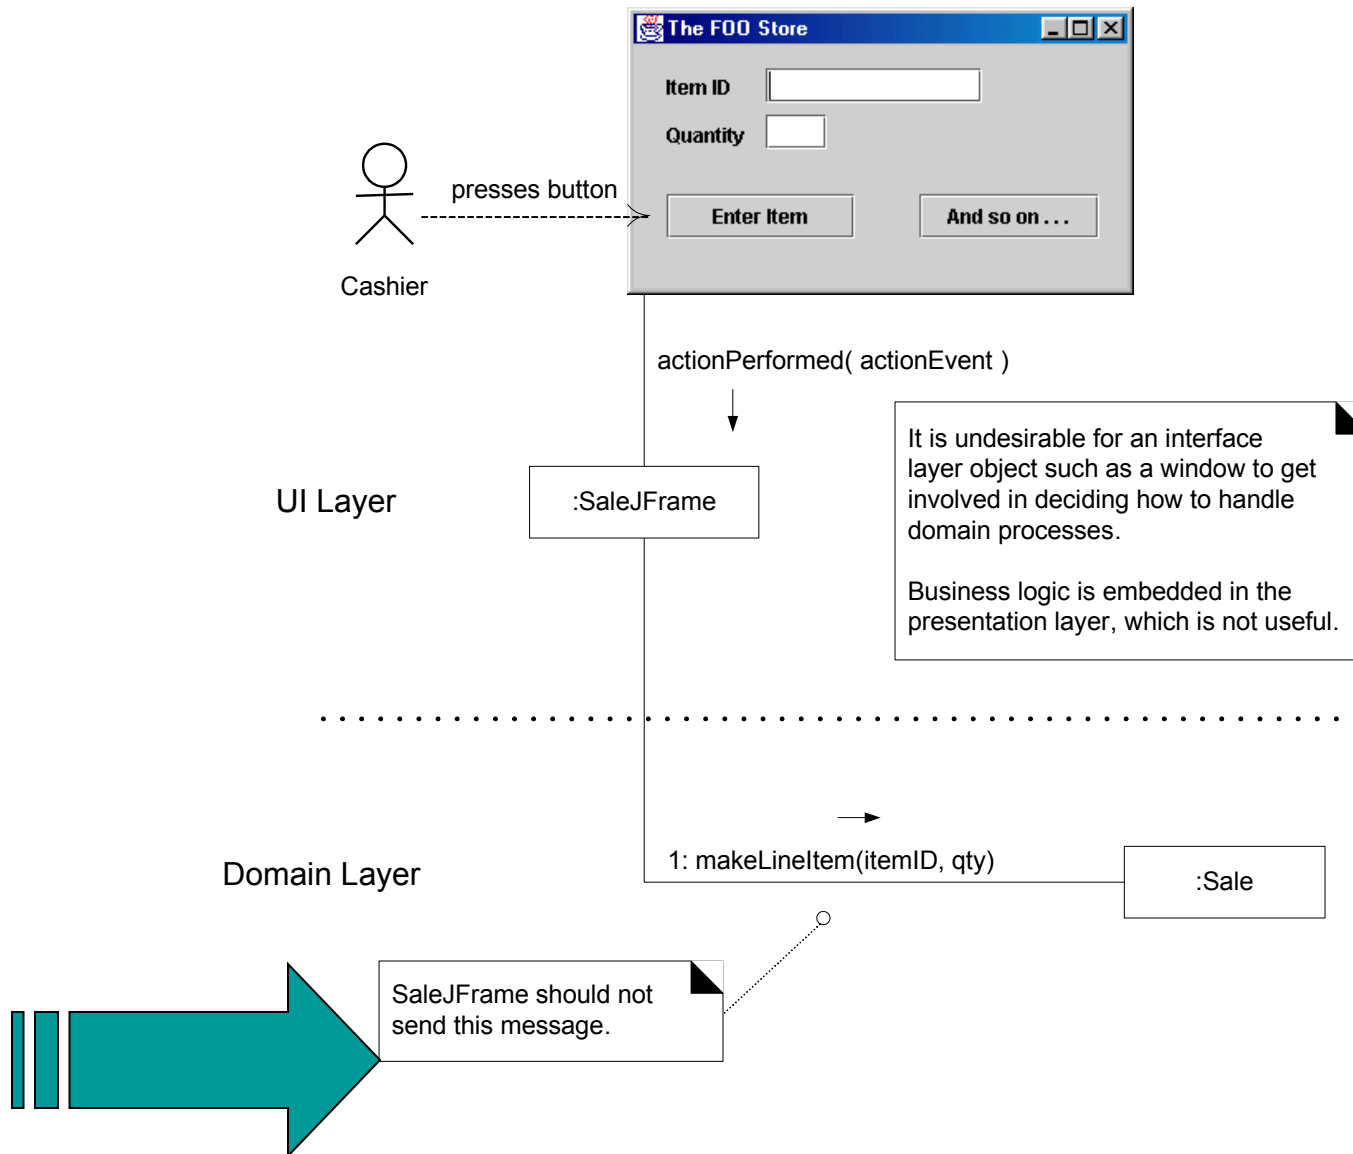 The FOO Store
Item ID
Quantity
presses button
Enter Item
And so on . . .
Cashier
actionPerformed( actionEvent )
It is undesirable for an interface
layer object such as a window to get
involved in deciding how to handle
domain processes.
Business logic is embedded in the
presentation layer, which is not useful.
UI Layer
:SaleJFrame
1: makeLineItem(itemID, qty)
Domain Layer
:Sale
SaleJFrame should not
send this message.